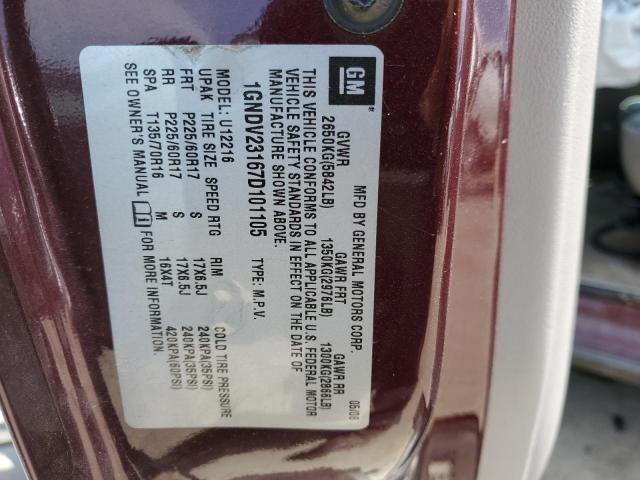 GM
MFD BY GENERAL MOTORS CORP. 05/06
GVWR GAWR FRT GAWR RR
2650KG(5842LB) 1350KG(2976LB) 1300KG(2866LB)
THIS VEHICLE CONFORMS TO ALL APPLICABLE U.S. FEDERAL MOTOR
VEHICLE SAFETY STANDARDS IN EFFECT ON THE DATE OF
MANUFACTURE SHOWN ABOVE.
1GNDV23167D101105 TYPE: M.P.V.
MODEL: U12216
UPAK TIRE SIZE SPEED RTG RIM COLD TIRE PRESSURE
FRT P225/60R17 S 17X6.5J 240KPA(35PSI)
RR P225/60R17 S 17X6.5J 240KPA(35PSI)
SPA T135/70R16 M 16X4T 420KPA(60PSI)
SEE OWNER'S MANUAL FOR MORE INFORMATION.